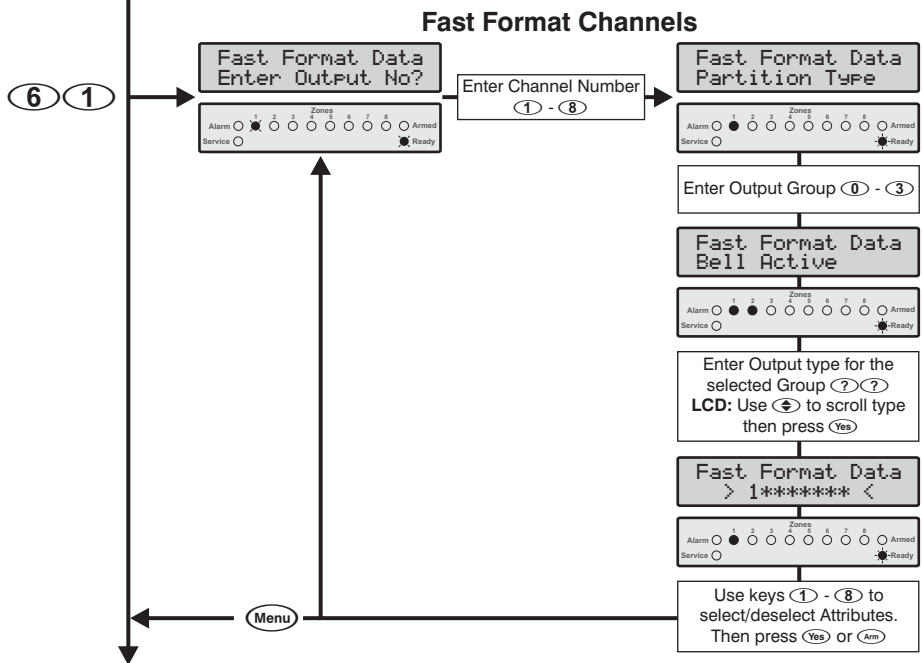 Fast Format Channels
6 1
Fast Format Data
Enter Output No?
Zones
1 2 3 4 5 6 7 8
Alarm Armed
Service Ready
Enter Channel Number
1 - 8
Fast Format Data
Partition Type
Zones
1 2 3 4 5 6 7 8
Alarm Armed
Service Ready
Enter Output Group 0 - 3
Fast Format Data
Bell Active
Zones
1 2 3 4 5 6 7 8
Alarm Armed
Service Ready
Enter Output type for the
selected Group ? ?
LCD: Use to scroll type
then press Yes
Fast Format Data
> 1******* <
Zones
1 2 3 4 5 6 7 8
Alarm Armed
Service Ready
Use keys 1 - 8 to
select/deselect Attributes.
Then press Yes or Arm
Menu